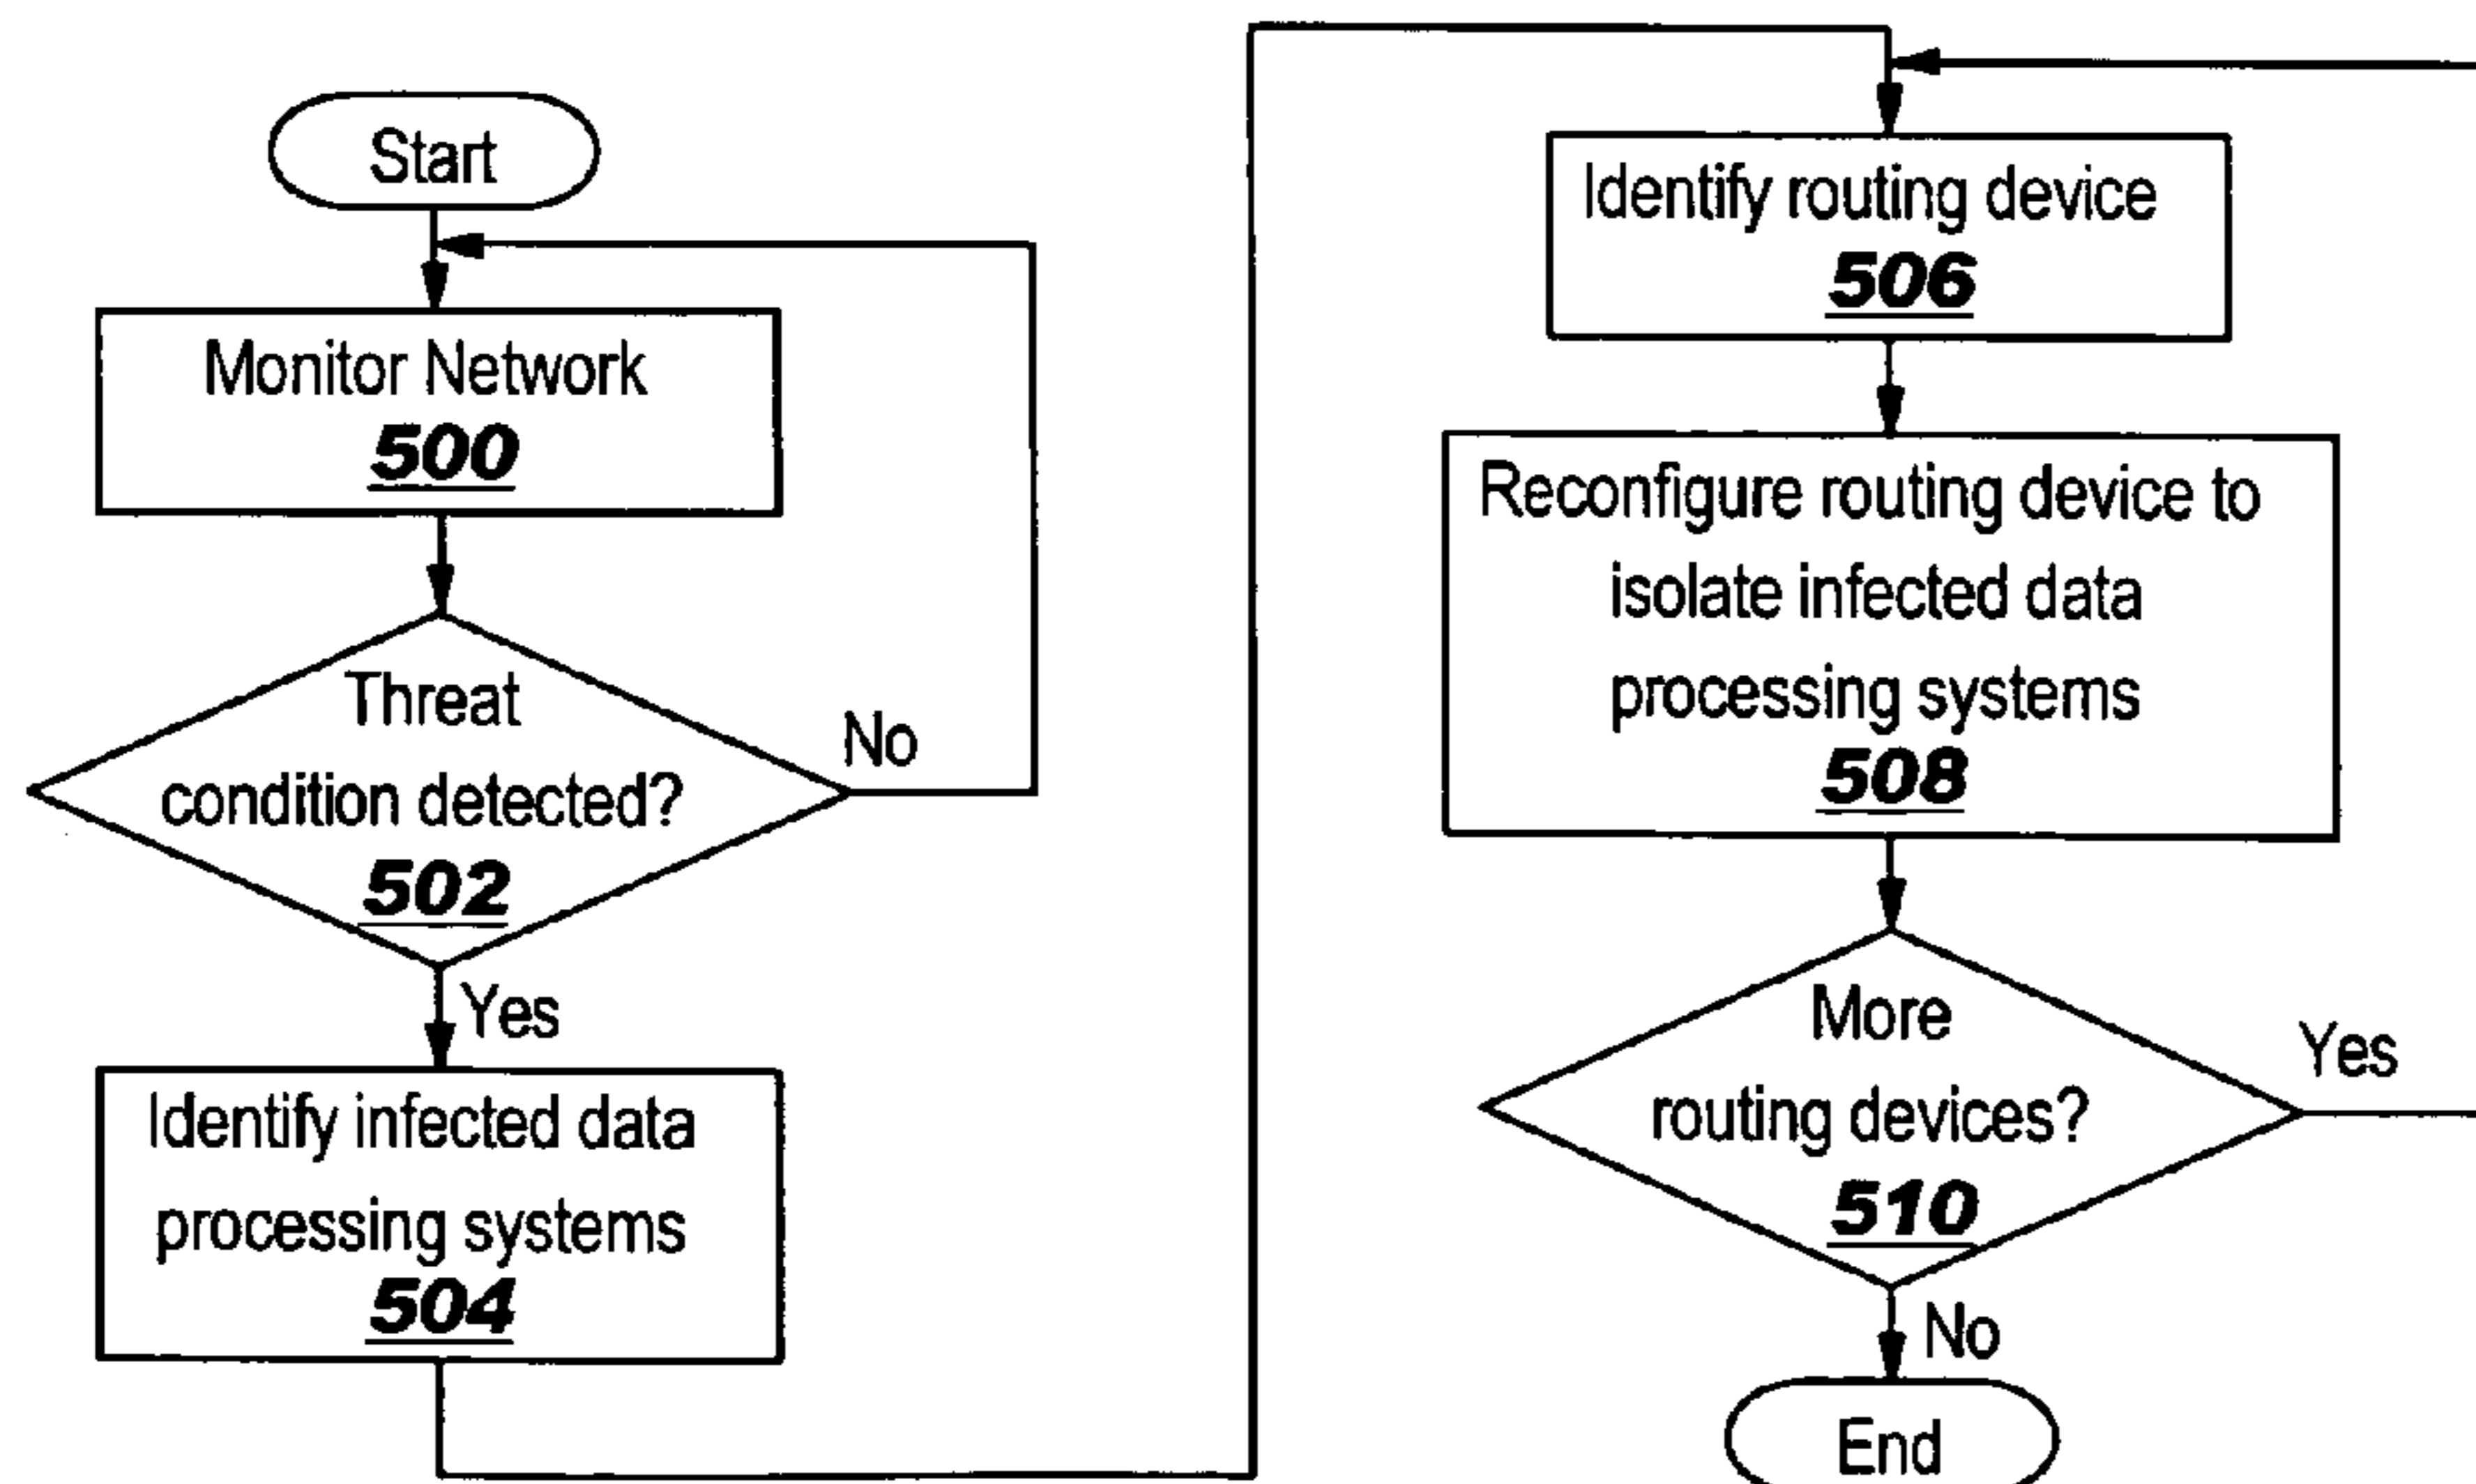 Start
Monitor Network
500
Threat
condition detected?
502
No
Yes
Identify infected data
processing systems
504
Identify routing device
506
Reconfigure routing device to
isolate infected data
processing systems
508
More
routing devices?
510
Yes
No
End